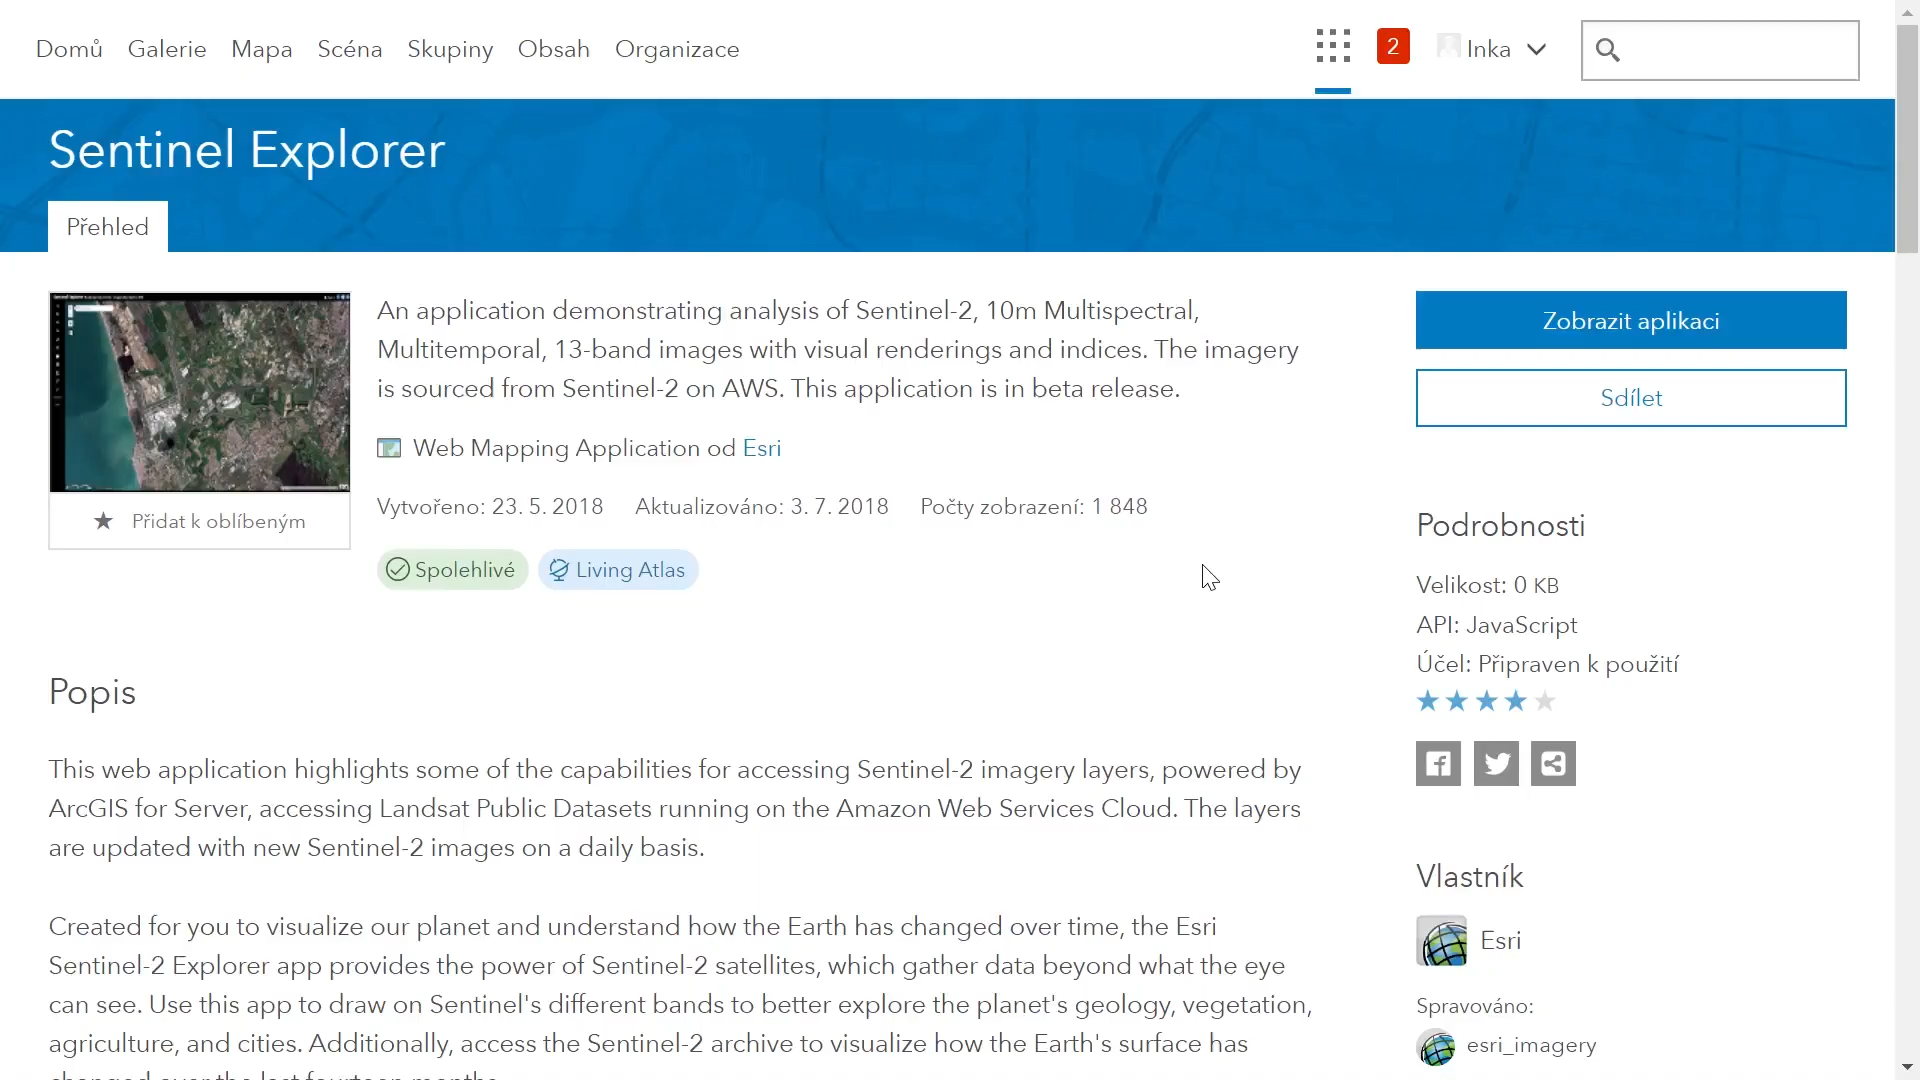 Domů Galerie Mapa Scéna Skupiny Obsah Organizace
2 Inka
Sentinel Explorer
Přehled
Přidat k oblíbeným
An application demonstrating analysis of Sentinel-2, 10m Multispectral,
Multitemporal, 13-band images with visual renderings and indices. The imagery
is sourced from Sentinel-2 on AWS. This application is in beta release.
Web Mapping Application od Esri
Vytvořeno: 23. 5. 2018 Aktualizováno: 3. 7. 2018 Počty zobrazení: 1 848
Spolehlivé Living Atlas
Popis
This web application highlights some of the capabilities for accessing Sentinel-2 imagery layers, powered by
ArcGIS for Server, accessing Landsat Public Datasets running on the Amazon Web Services Cloud. The layers
are updated with new Sentinel-2 images on a daily basis.
Created for you to visualize our planet and understand how the Earth has changed over time, the Esri
Sentinel-2 Explorer app provides the power of Sentinel-2 satellites, which gather data beyond what the eye
can see. Use this app to draw on Sentinel's different bands to better explore the planet's geology, vegetation,
agriculture, and cities. Additionally, access the Sentinel-2 archive to visualize how the Earth's surface has
changed over the last fourteen months
Zobrazit aplikaci
Sdílet
Podrobnosti
Velikost: 0 KB
API: JavaScript
Účel: Připraven k použití
Vlastník
Esri
Spravováno:
esri_imagery